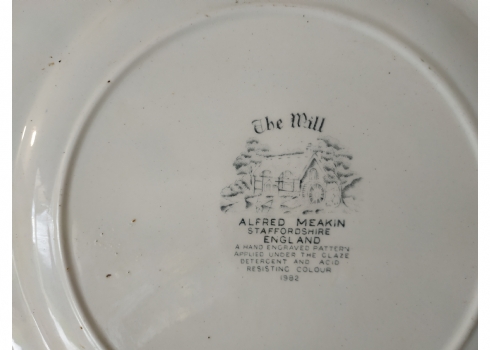 The Mill
ALFRED MEAKIN
STAFFORDSHIRE
ENGLAND
A HAND ENGRAVED PATTERN
APPLIED UNDER THE GLAZE
DETERGENT AND ACID
RESISTING COLOUR
1982